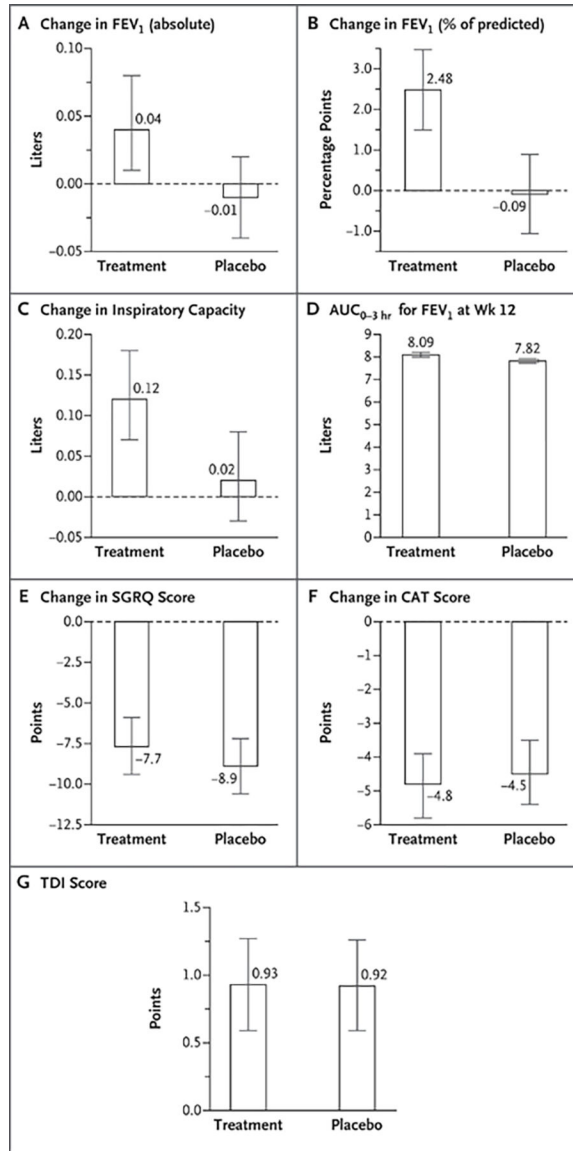 A Change in FEV₁ (absolute)
0.10
0.05
0.00
−0.05
Liters
0.04
−0.01
Treatment Placebo
B Change in FEV₁ (% of predicted)
3.0
2.0
1.0
0.0
−1.0
Percentage Points
2.48
−0.09
Treatment Placebo
C Change in Inspiratory Capacity
0.20
0.15
0.10
0.05
0.00
−0.05
Liters
0.12
0.02
Treatment Placebo
D AUC₀₋₃ hr for FEV₁ at Wk 12
9
8
7
6
5
4
3
2
1
0
Liters
8.09
7.82
Treatment Placebo
E Change in SGRQ Score
0.0
−2.5
−5.0
−7.5
−10.0
−12.5
Points
−7.7
−8.9
Treatment Placebo
F Change in CAT Score
0
−1
−2
−3
−4
−5
−6
Points
−4.8
−4.5
Treatment Placebo
G TDI Score
1.5
1.0
0.5
0.0
Points
0.93
0.92
Treatment Placebo